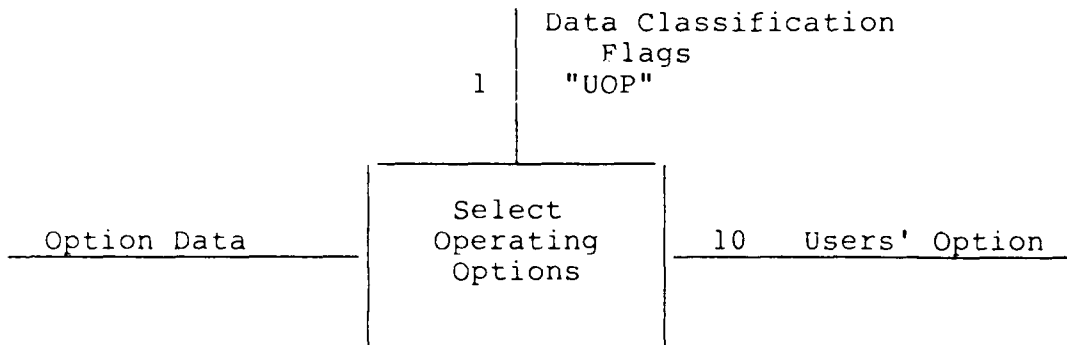 Data Classification
Flags
1 "UOP"
Select
Operating
Options
Option Data
10 Users' Option